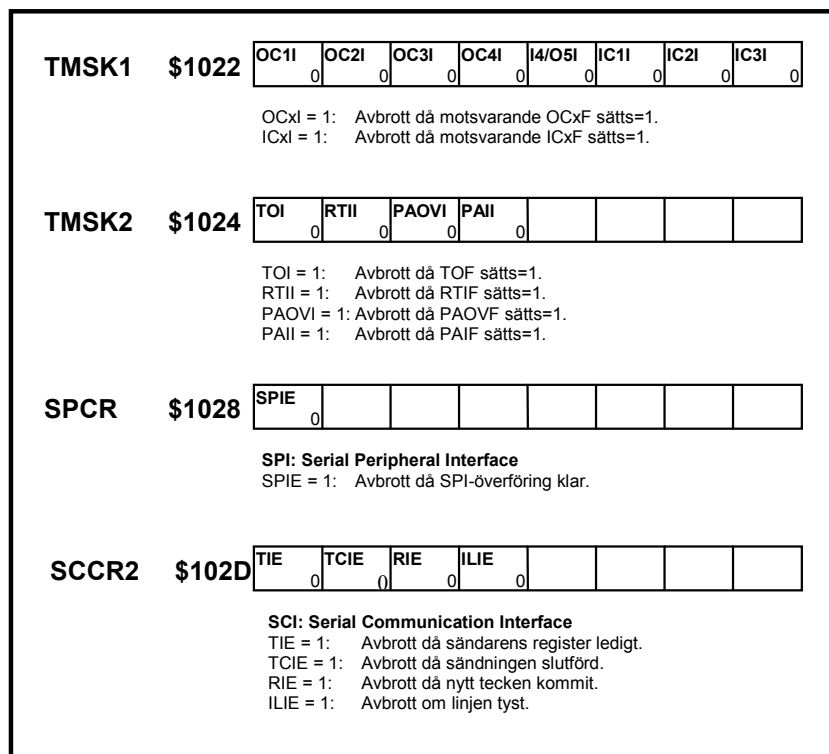 TMSK1 $1022 OC1I 0 OC2I 0 OC3I 0 OC4I 0 I4/O5I 0 IC1I 0 IC2I 0 IC3I 0
OCxI = 1: Avbrott då motsvarande OCxF sätts=1.
ICxI = 1: Avbrott då motsvarande ICxF sätts=1.
TMSK2 $1024 TOI 0 RTII 0 PAOVI 0 PAII 0
TOI = 1: Avbrott då TOF sätts=1.
RTII = 1: Avbrott då RTIF sätts=1.
PAOVI = 1: Avbrott då PAOVF sätts=1.
PAII = 1: Avbrott då PAIF sätts=1.
SPCR $1028 SPIE 0
SPI: Serial Peripheral Interface
SPIE = 1: Avbrott då SPI-överföring klar.
SCCR2 $102D TIE 0 TCIE 0 RIE 0 ILIE 0
SCI: Serial Communication Interface
TIE = 1: Avbrott då sändarens register ledigt.
TCIE = 1: Avbrott då sändningen slutförd.
RIE = 1: Avbrott då nytt tecken kommit.
ILIE = 1: Avbrott om linjen tyst.